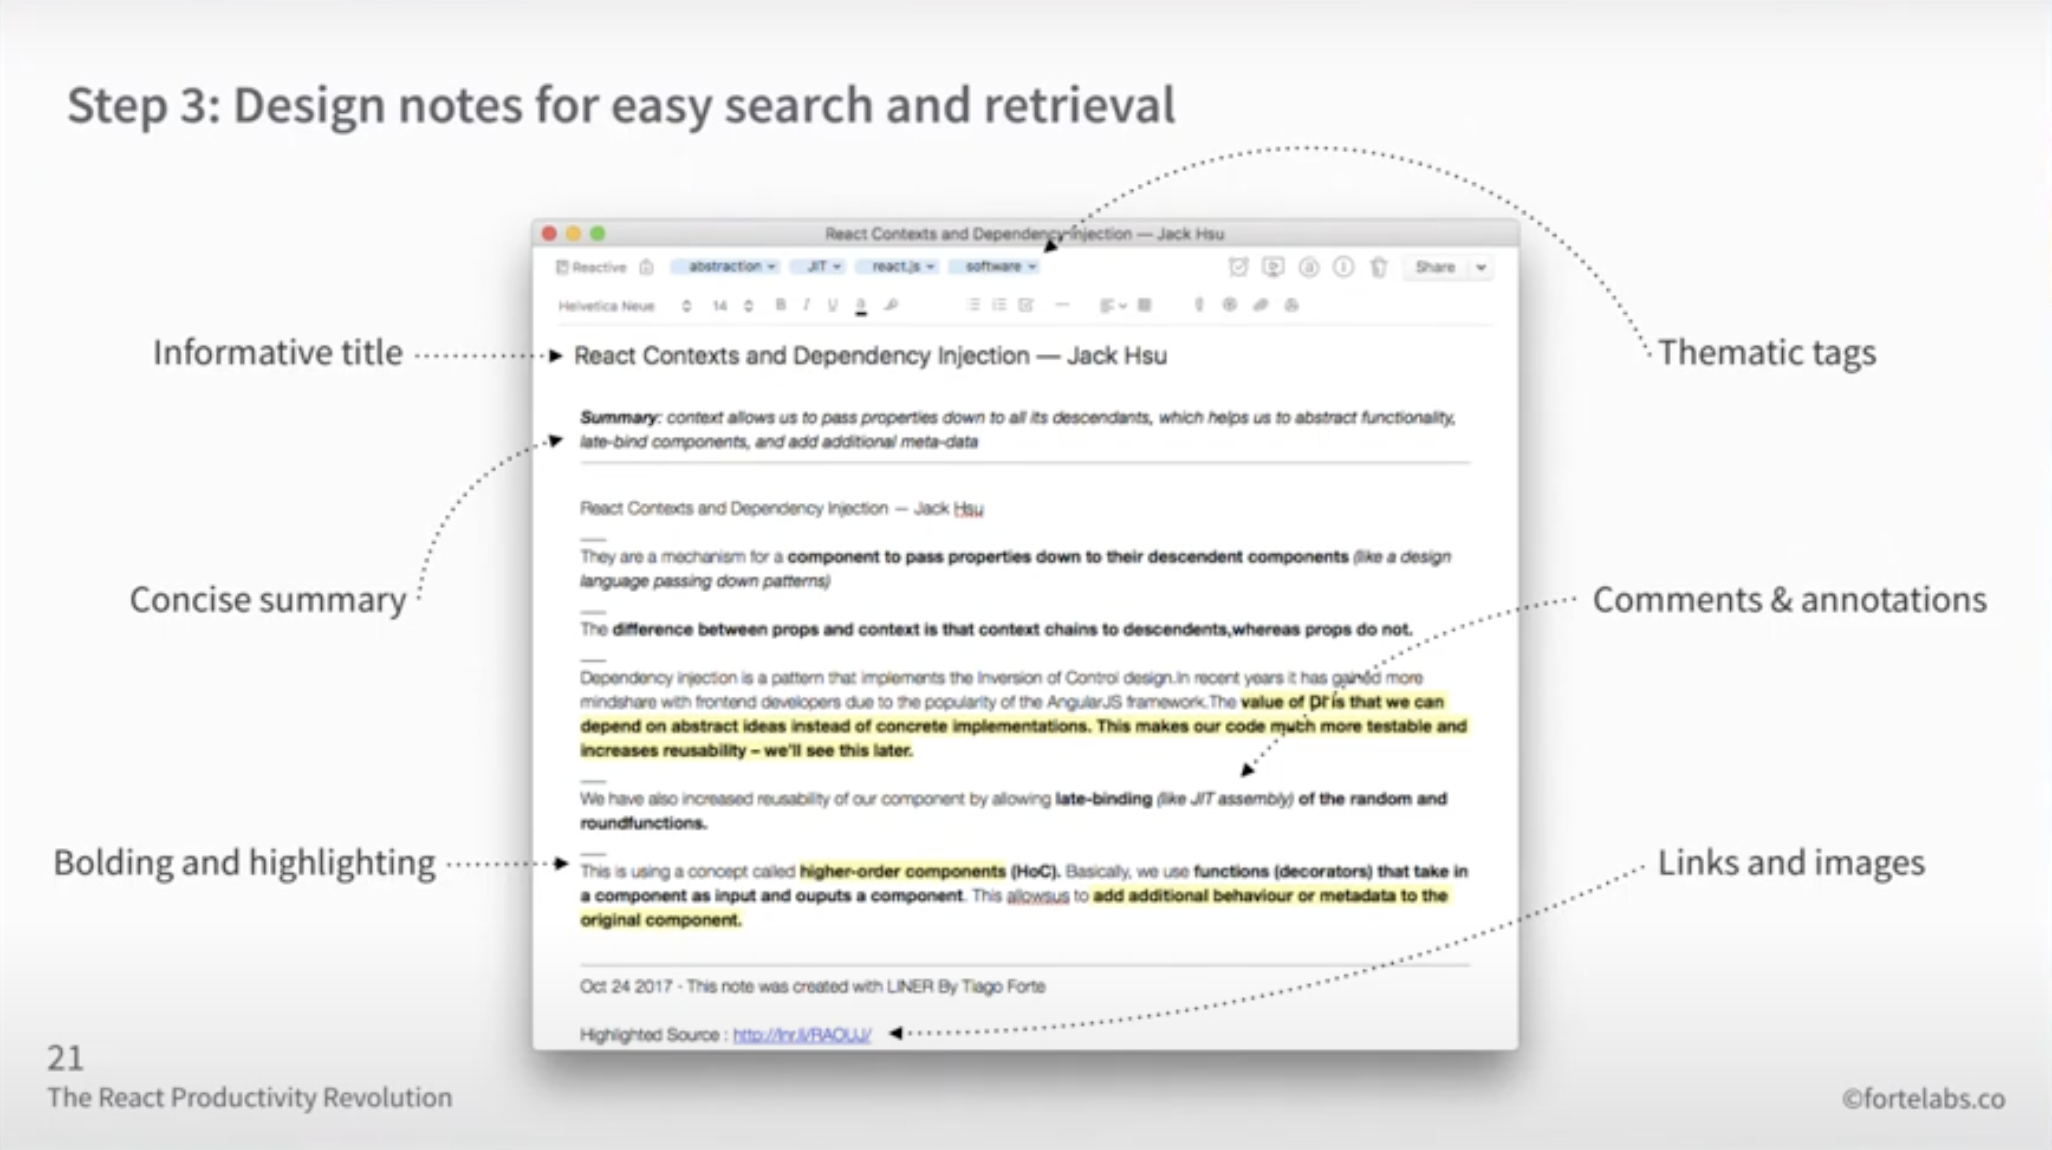 Step 3: Design notes for easy search and retrieval
React Contexts and Dependency Injection — Jack Hsu
Reactive abstraction JIT react.js software Share
Helvetica Neue 14 B I U a
Informative title
React Contexts and Dependency Injection — Jack Hsu
Thematic tags
Summary: context allows us to pass properties down to all its descendants, which helps us to abstract functionality,
late-bind components, and add additional meta-data
Concise summary
React Contexts and Dependency Injection — Jack Hsu
They are a mechanism for a component to pass properties down to their descendent components (like a design
language passing down patterns)
Comments & annotations
The difference between props and context is that context chains to descendents,whereas props do not.
Dependency injection is a pattern that implements the Inversion of Control design.In recent years it has gained more
mindshare with frontend developers due to the popularity of the AngularJS framework.The value of DI is that we can
depend on abstract ideas instead of concrete implementations. This makes our code much more testable and
increases reusability – we'll see this later.
We have also increased reusability of our component by allowing late-binding (like JIT assembly) of the random and
roundfunctions.
Bolding and highlighting
This is using a concept called higher-order components (HoC). Basically, we use functions (decorators) that take in
a component as input and ouputs a component. This allowsus to add additional behaviour or metadata to the
original component.
Links and images
Oct 24 2017 - This note was created with LINER By Tiago Forte
Highlighted Source : http://lnr.li/RAOUJ/
21
The React Productivity Revolution
©fortelabs.co